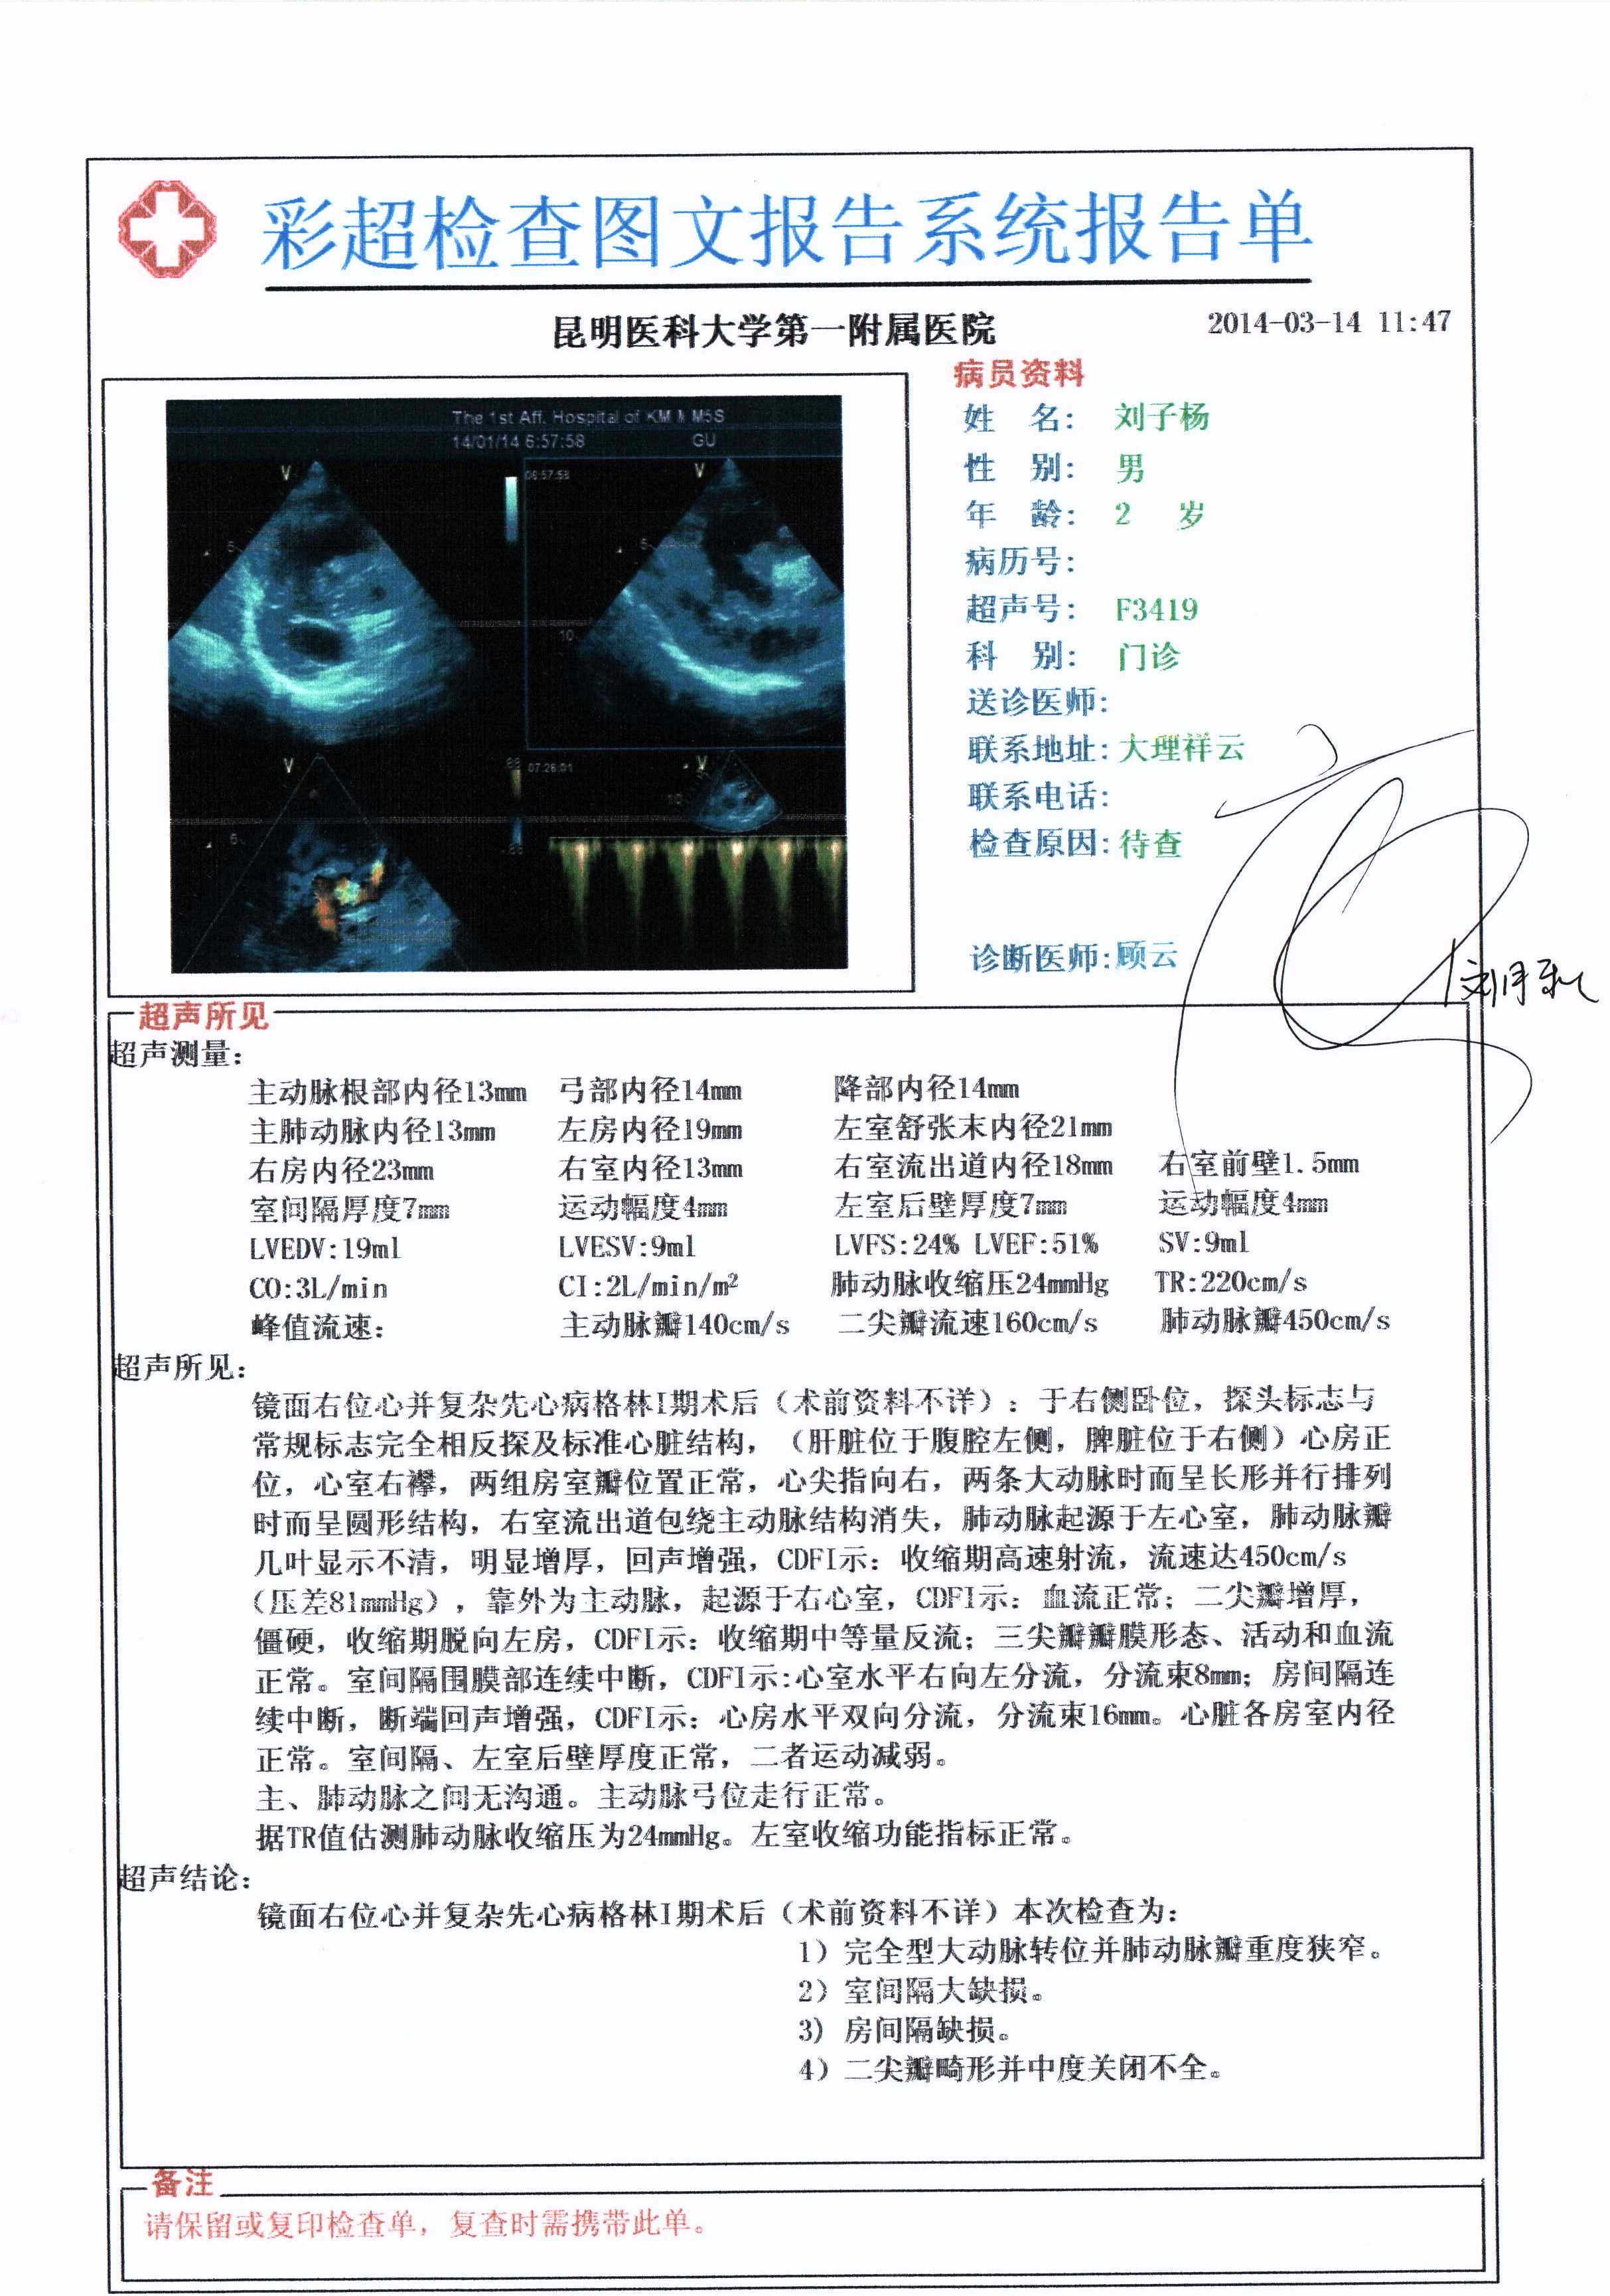 彩超检查图文报告系统报告单
昆明医科大学第一附属医院
2014-03-14 11:47
The 1st Aff. Hospital of KM M5S
14/01/14 6:57:58 GU
V
06:57:58
V
5
5
10
V
07:26:01
V
10
5
病员资料
姓 名: 刘子杨
性 别: 男
年 龄: 2 岁
病历号:
超声号: F3419
科 别: 门诊
送诊医师:
联系地址:大理祥云
联系电话:
检查原因:待查
诊断医师:顾云
超声所见
超声测量:
主动脉根部内径13mm 弓部内径14mm 降部内径14mm
主肺动脉内径13mm 左房内径19mm 左室舒张末内径21mm
右房内径23mm 右室内径13mm 右室流出道内径18mm 右室前壁1.5mm
室间隔厚度7mm 运动幅度4mm 左室后壁厚度7mm 运动幅度4mm
LVEDV:19ml LVESV:9ml LVFS:24% LVEF:51% SV:9ml
CO:3L/min CI:2L/min/m² 肺动脉收缩压24mmHg TR:220cm/s
峰值流速: 主动脉瓣140cm/s 二尖瓣流速160cm/s 肺动脉瓣450cm/s
超声所见:
镜面右位心并复杂先心病格林I期术后（术前资料不详）: 于右侧卧位，探头标志与
常规标志完全相反探及标准心脏结构，（肝脏位于腹腔左侧，脾脏位于右侧）心房正
位，心室右襻，两组房室瓣位置正常，心尖指向右，两条大动脉时而呈长形并行排列
时而呈圆形结构，右室流出道包绕主动脉结构消失，肺动脉起源于左心室，肺动脉瓣
几叶显示不清，明显增厚，回声增强，CDFI示: 收缩期高速射流，流速达450cm/s
（压差81mmHg），靠外为主动脉，起源于右心室，CDFI示: 血流正常; 二尖瓣增厚，
僵硬，收缩期脱向左房，CDFI示: 收缩期中等量反流; 三尖瓣瓣膜形态、活动和血流
正常。室间隔围膜部连续中断，CDFI示:心室水平右向左分流，分流束8mm; 房间隔连
续中断，断端回声增强，CDFI示: 心房水平双向分流，分流束16mm。心脏各房室内径
正常。室间隔、左室后壁厚度正常，二者运动减弱。
主、肺动脉之间无沟通。主动脉弓位走行正常。
据TR值估测肺动脉收缩压为24mmHg。左室收缩功能指标正常。
超声结论:
镜面右位心并复杂先心病格林I期术后（术前资料不详）本次检查为:
1) 完全型大动脉转位并肺动脉瓣重度狭窄。
2) 室间隔大缺损。
3) 房间隔缺损。
4) 二尖瓣畸形并中度关闭不全。
备注
请保留或复印检查单，复查时需携带此单。